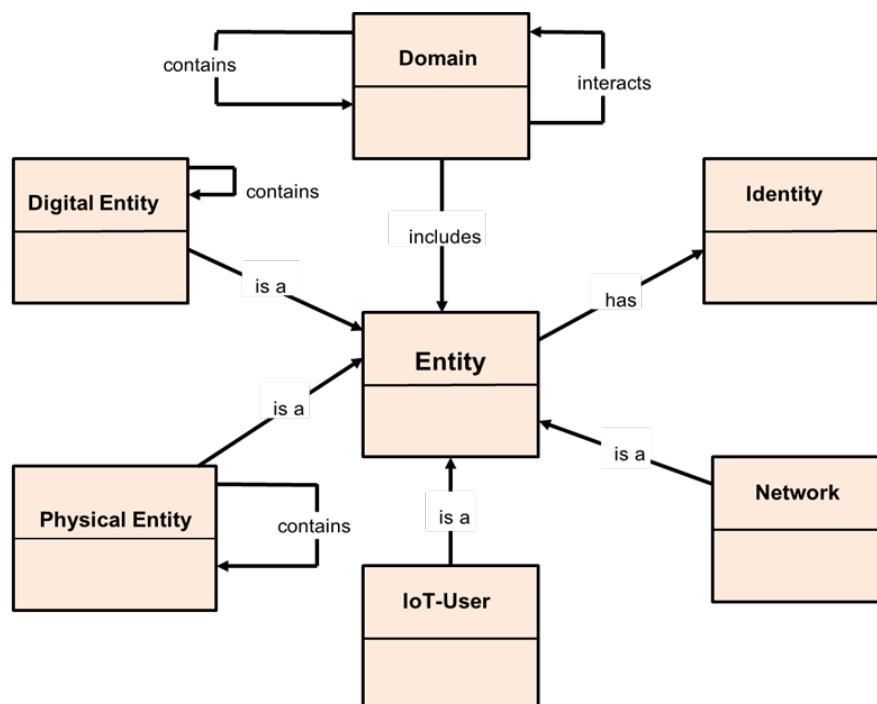 Domain
contains
interacts
Digital Entity
contains
Identity
includes
is a
has
Entity
is a
is a
Physical Entity
contains
Network
is a
IoT-User